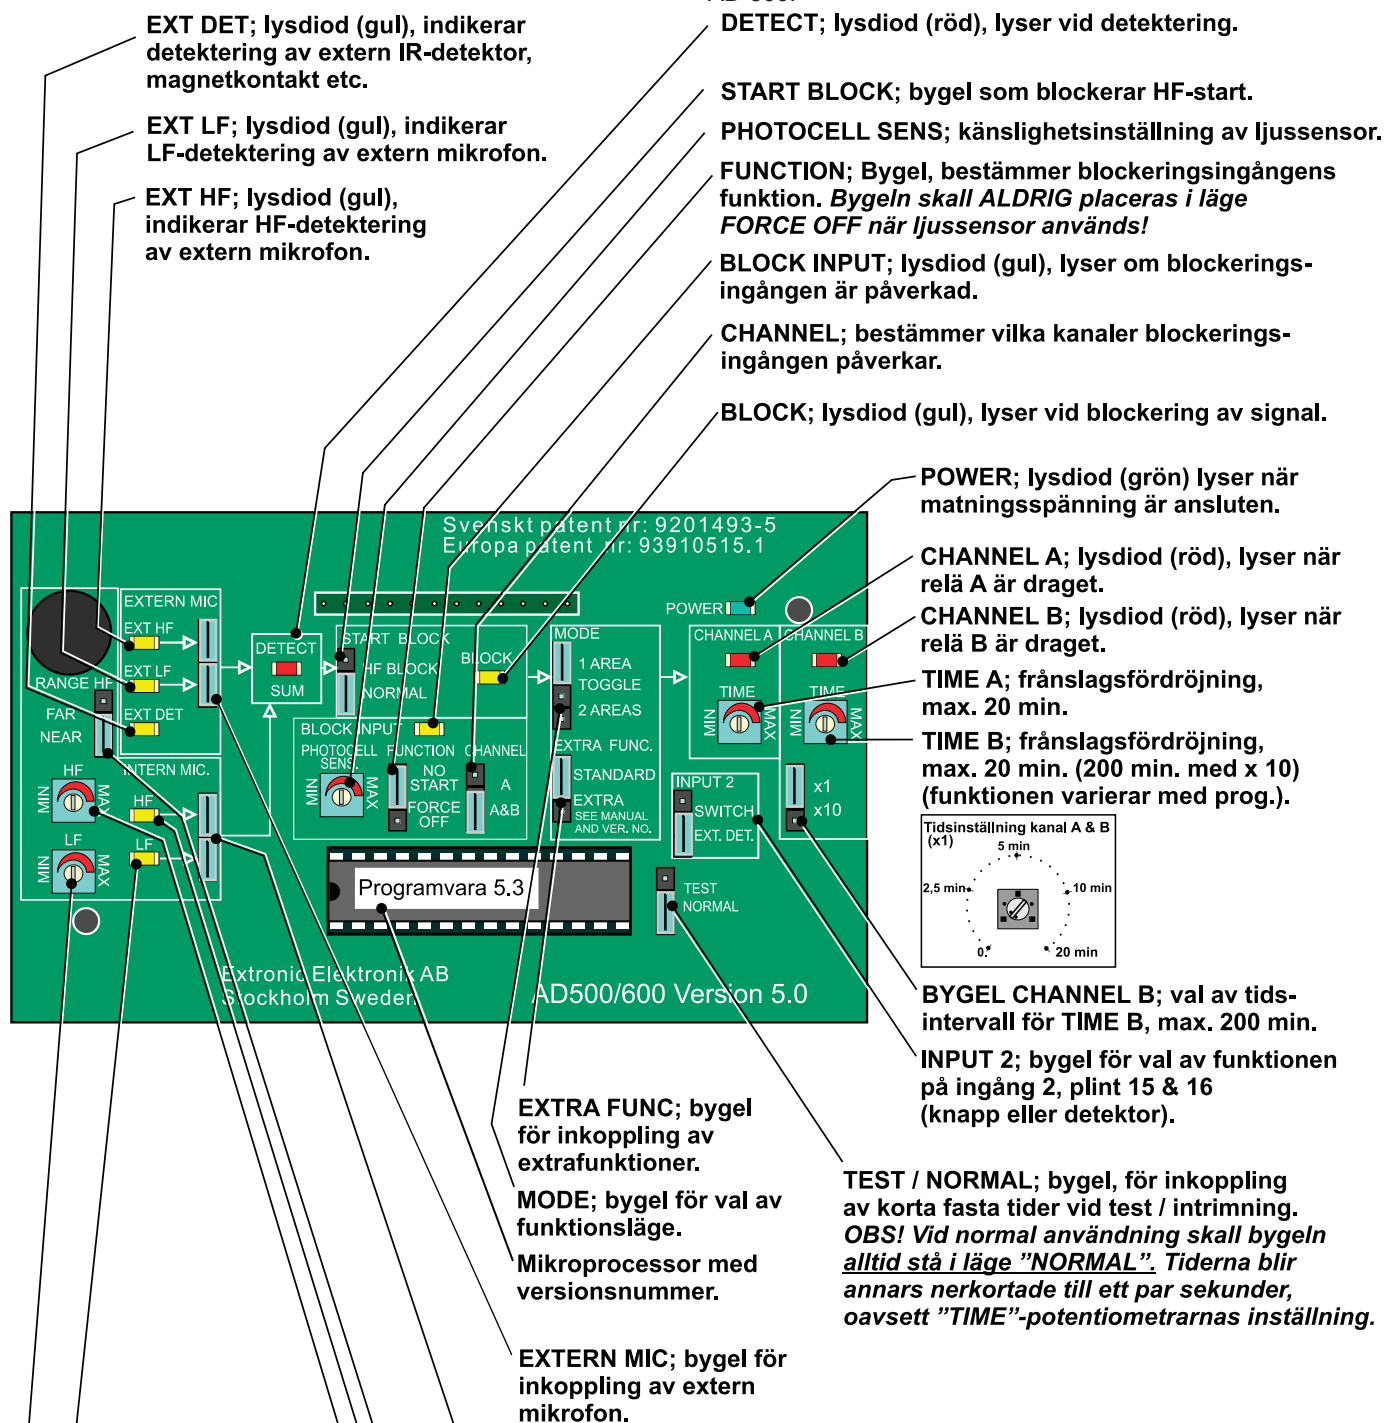 EXT DET; lysdiod (gul), indikerar
detektering av extern IR-detektor,
magnetkontakt etc.
EXT LF; lysdiod (gul), indikerar
LF-detektering av extern mikrofon.
EXT HF; lysdiod (gul),
indikerar HF-detektering
av extern mikrofon.
DETECT; lysdiod (röd), lyser vid detektering.
START BLOCK; bygel som blockerar HF-start.
PHOTOCELL SENS; känslighetsinställning av ljussensor.
FUNCTION; Bygel, bestämmer blockeringsingångens
funktion. Bygeln skall ALDRIG placeras i läge
FORCE OFF när ljussensor används!
BLOCK INPUT; lysdiod (gul), lyser om blockerings-
ingången är påverkad.
CHANNEL; bestämmer vilka kanaler blockerings-
ingången påverkar.
BLOCK; lysdiod (gul), lyser vid blockering av signal.
POWER; lysdiod (grön) lyser när
matningsspänning är ansluten.
CHANNEL A; lysdiod (röd), lyser när
relä A är draget.
CHANNEL B; lysdiod (röd), lyser när
relä B är draget.
TIME A; frånslagsfördröjning,
max. 20 min.
TIME B; frånslagsfördröjning,
max. 20 min. (200 min. med x 10)
(funktionen varierar med prog.).
Svenskt patent nr: 9201493-5
Europa patent nr: 93910515.1
EXTERN MIC
EXT HF
EXT LF
EXT DET
RANGE HF
FAR
NEAR
INTERN MIC.
HF
MIN
MAX
HF
LF
MIN
MAX
LF
DETECT
SUM
START BLOCK
HF BLOCK
NORMAL
BLOCK
BLOCK INPUT
PHOTOCELL
SENS.
MIN
MAX
FUNCTION
NO
START
FORCE
OFF
CHANNEL
A
A&B
MODE
1 AREA
TOGGLE
2 AREAS
EXTRA FUNC.
STANDARD
EXTRA
SEE MANUAL
AND VER. NO.
POWER
CHANNEL A
TIME
MIN
MAX
CHANNEL B
TIME
MIN
MAX
x1
x10
INPUT 2
SWITCH
EXT. DET.
TEST
NORMAL
Programvara 5.3
Extronic Elektronik AB
Stockholm Sweden
AD500/600 Version 5.0
Tidsinställning kanal A & B
(x1)
5 min
2,5 min
10 min
0.
20 min
BYGEL CHANNEL B; val av tids-
intervall för TIME B, max. 200 min.
INPUT 2; bygel för val av funktionen
på ingång 2, plint 15 & 16
(knapp eller detektor).
EXTRA FUNC; bygel
för inkoppling av
extrafunktioner.
MODE; bygel för val av
funktionsläge.
Mikroprocessor med
versionsnummer.
TEST / NORMAL; bygel, för inkoppling
av korta fasta tider vid test / intrimning.
OBS! Vid normal användning skall bygeln
alltid stå i läge ”NORMAL”. Tiderna blir
annars nerkortade till ett par sekunder,
oavsett ”TIME”-potentiometrarnas inställning.
EXTERN MIC; bygel för
inkoppling av extern
mikrofon.